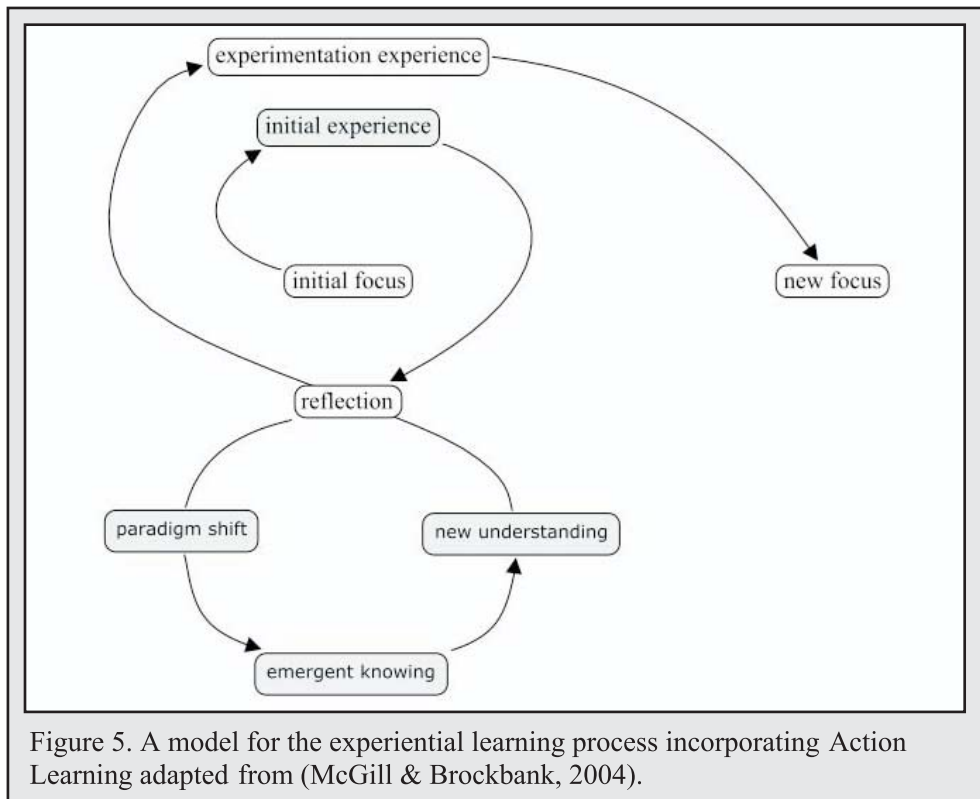 experimentation experience
initial experience
initial focus
new focus
reflection
paradigm shift
new understanding
emergent knowing
Figure 5. A model for the experiential learning process incorporating Action
Learning adapted from (McGill & Brockbank, 2004).